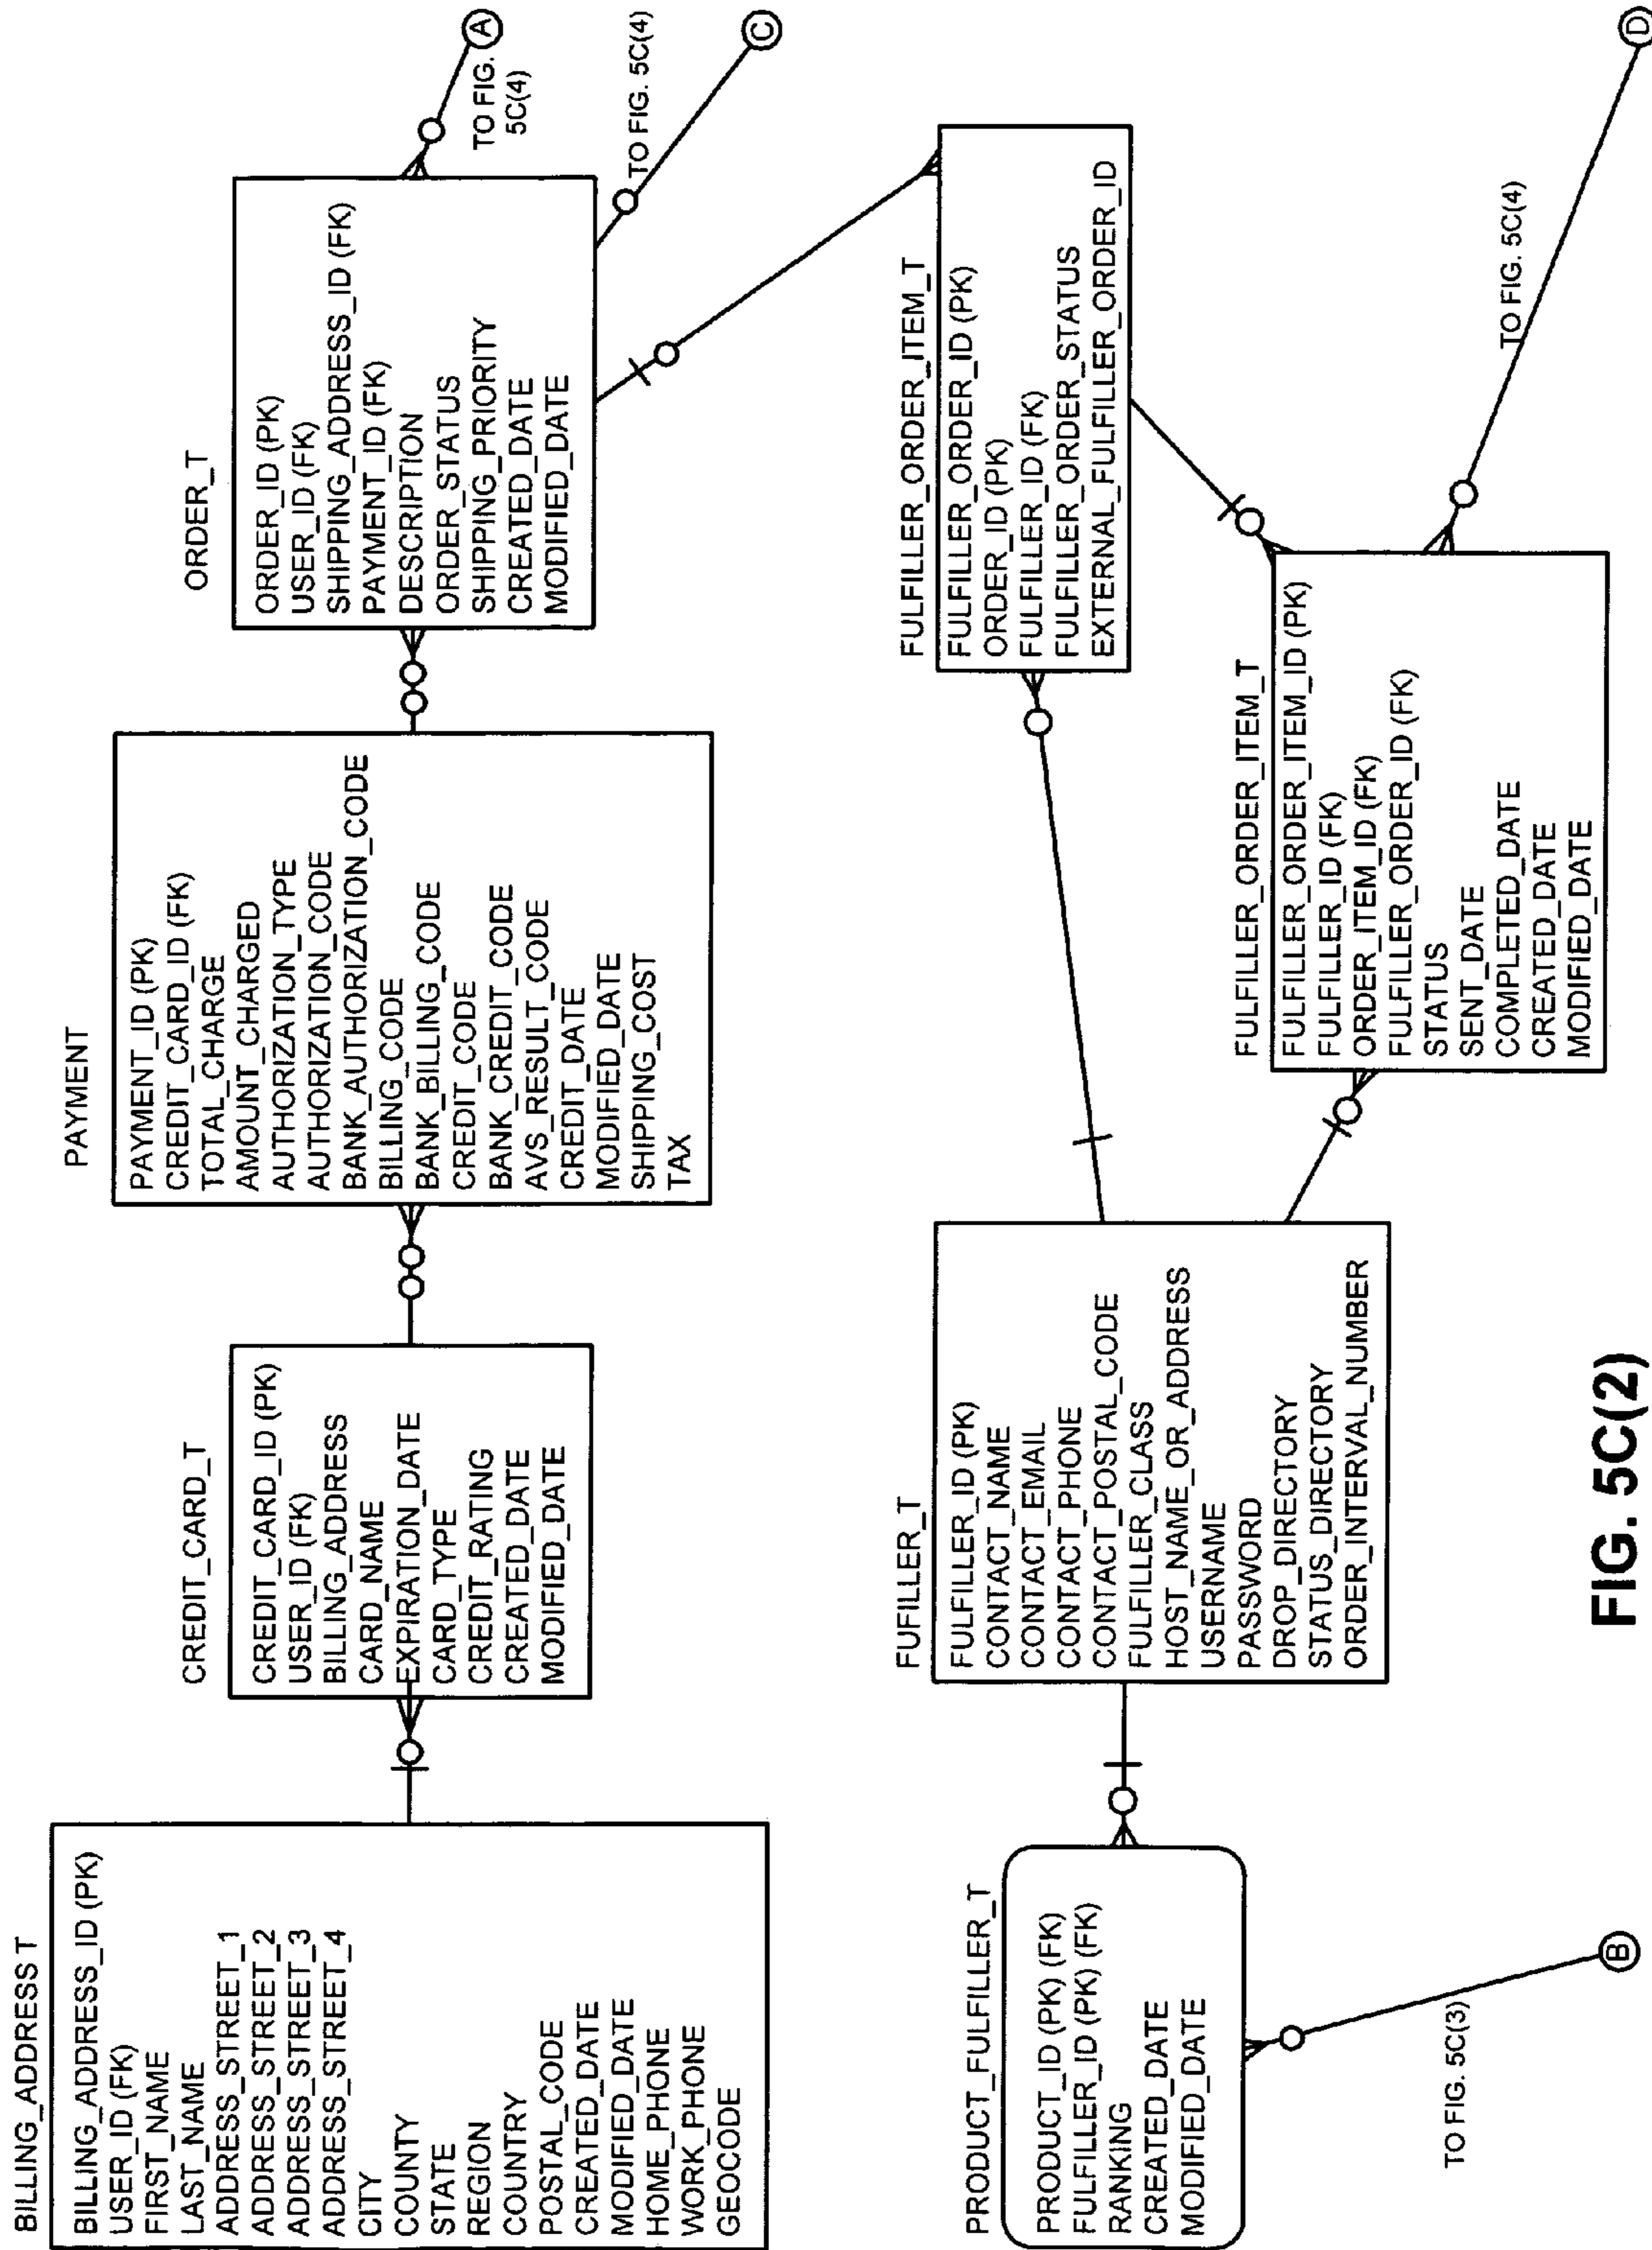 BILLING_ADDRESS T
BILLING_ADDRESS_ID (PK)
USER_ID (FK)
FIRST_NAME
LAST_NAME
ADDRESS_STREET_1
ADDRESS_STREET_2
ADDRESS_STREET_3
ADDRESS_STREET_4
CITY
COUNTY
STATE
REGION
COUNTRY
POSTAL_CODE
CREATED_DATE
MODIFIED_DATE
HOME_PHONE
WORK_PHONE
GEOCODE
CREDIT_CARD_T
CREDIT_CARD_ID (PK)
USER_ID (FK)
BILLING_ADDRESS
CARD_NAME
EXPIRATION_DATE
CARD_TYPE
CREDIT_RATING
CREATED_DATE
MODIFIED_DATE
PAYMENT
PAYMENT_ID (PK)
CREDIT_CARD_ID (FK)
TOTAL_CHARGE
AMOUNT_CHARGED
AUTHORIZATION_TYPE
AUTHORIZATION_CODE
BANK_AUTHORIZATION_CODE
BILLING_CODE
BANK_BILLING_CODE
CREDIT_CODE
BANK_CREDIT_CODE
AVS_RESULT_CODE
CREDIT_DATE
MODIFIED_DATE
SHIPPING_COST
TAX
ORDER_T
ORDER_ID (PK)
USER_ID (FK)
SHIPPING_ADDRESS_ID (FK)
PAYMENT_ID (FK)
DESCRIPTION
ORDER_STATUS
SHIPPING_PRIORITY
CREATED_DATE
MODIFIED_DATE
A
TO FIG.
5C(4)
TO FIG. 5C(4)
C
PRODUCT_FULFILLER_T
PRODUCT_ID (PK) (FK)
FULFILLER_ID (PK) (FK)
RANKING
CREATED_DATE
MODIFIED_DATE
TO FIG. 5C(3)
B
FUFILLER_T
FULFILLER_ID (PK)
CONTACT_NAME
CONTACT_EMAIL
CONTACT_PHONE
CONTACT_POSTAL_CODE
FULFILLER_CLASS
HOST_NAME_OR_ADDRESS
USERNAME
PASSWORD
DROP_DIRECTORY
STATUS_DIRECTORY
ORDER_INTERVAL_NUMBER
FULFILLER_ORDER_ITEM_T
FULFILLER_ORDER_ID (PK)
ORDER_ID (PK)
FULFILLER_ID (FK)
FULFILLER_ORDER_STATUS
EXTERNAL_FULFILLER_ORDER_ID
FULFILLER_ORDER_ITEM_T
FULFILLER_ORDER_ITEM_ID (PK)
FULFILLER_ID (FK)
ORDER_ITEM_ID (FK)
FULFILLER_ORDER_ID (FK)
STATUS
SENT_DATE
COMPLETED_DATE
CREATED_DATE
MODIFIED_DATE
TO FIG. 5C(4)
D
FIG. 5C(2)